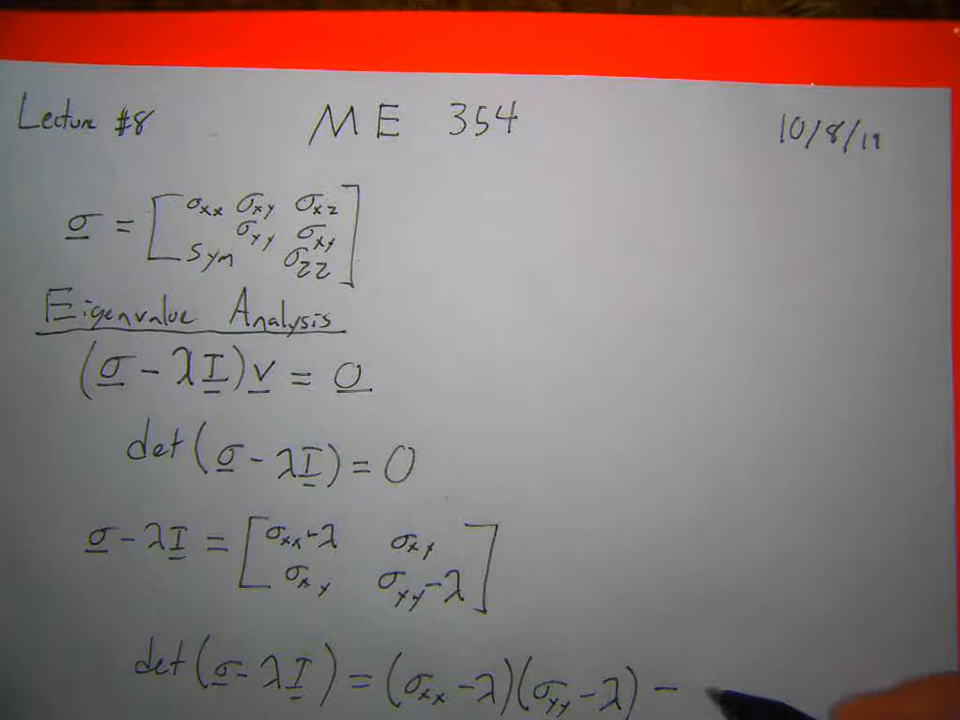 Lecture #8 ME 354 10/8/19
σ = [ σxx σxy σxz
σyy σxy
Sym σzz ]
Eigenvalue Analysis
(σ - λI)v = 0
det(σ - λI) = 0
σ - λI = [ σxx-λ σxy
σxy σyy-λ ]
det(σ - λI) = (σxx - λ)(σyy - λ) -